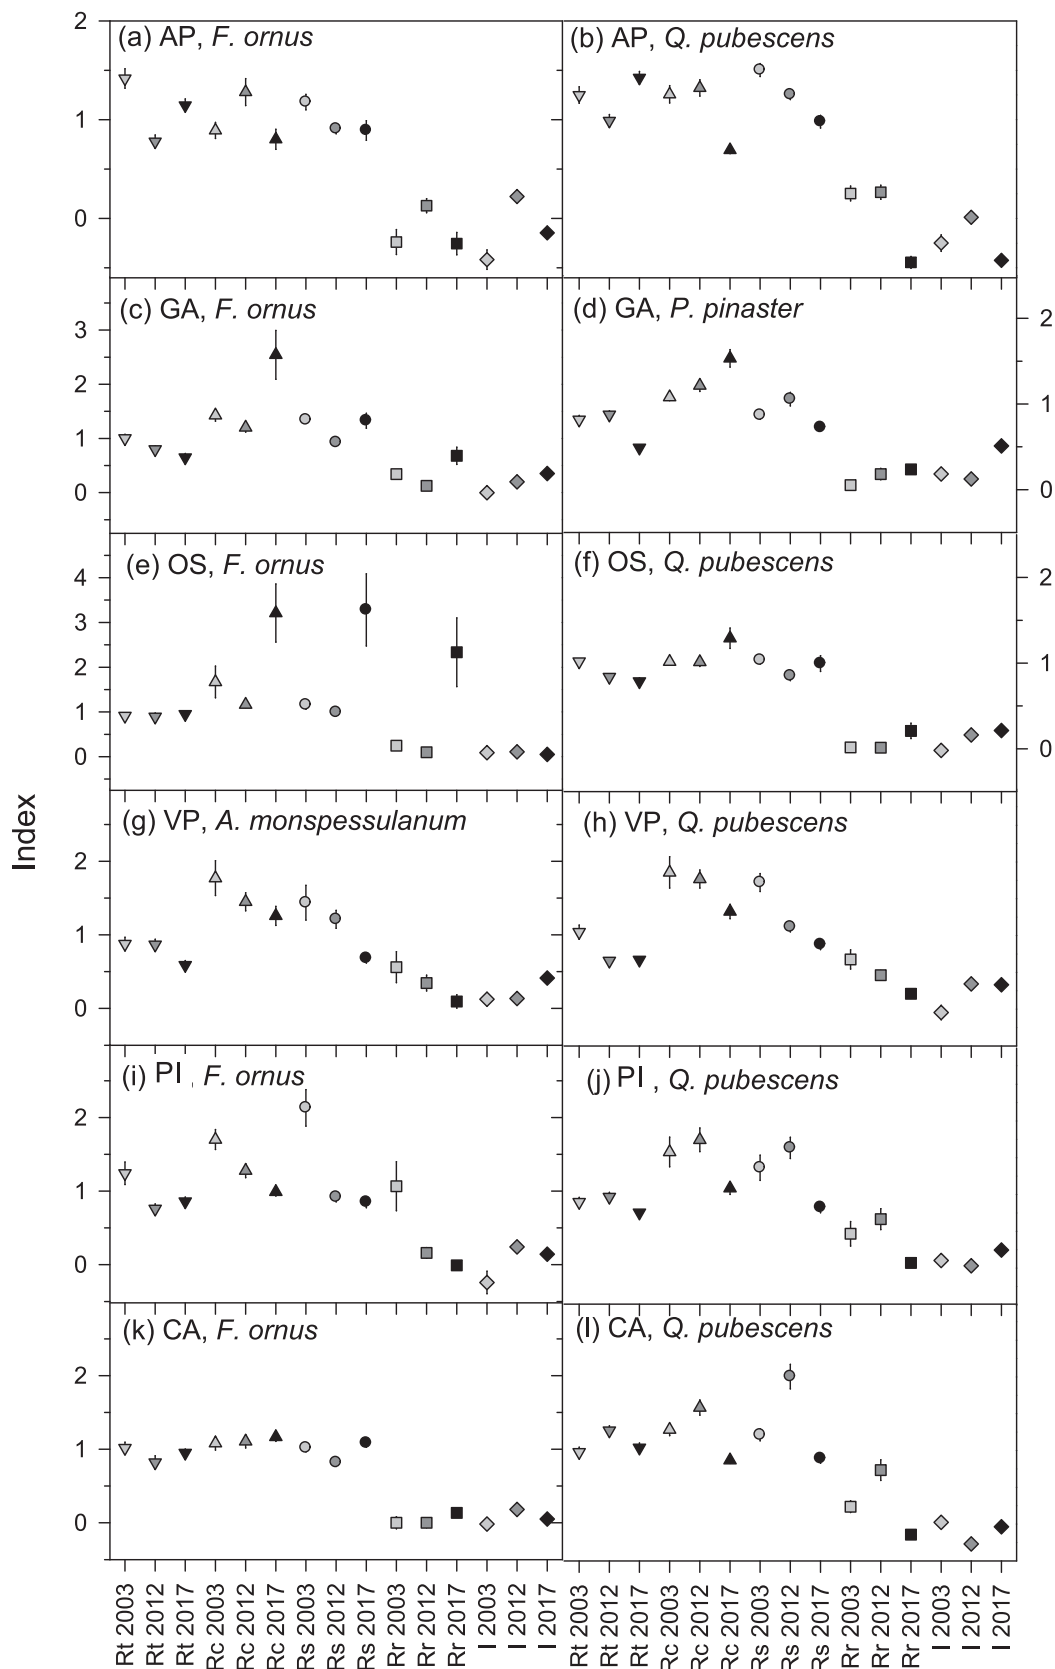 2
(a) AP, F. ornus
(b) AP, Q. pubescens
1
0
(c) GA, F. ornus
(d) GA, P. pinaster
3
2
1
0
2
1
0
(e) OS, F. ornus
(f) OS, Q. pubescens
4
3
2
1
0
2
1
0
Index
(g) VP, A. monspessulanum
(h) VP, Q. pubescens
2
1
0
(i) PI , F. ornus
(j) PI , Q. pubescens
2
1
0
(k) CA, F. ornus
(l) CA, Q. pubescens
2
1
0
Rt 2003
Rt 2012
Rt 2017
Rc 2003
Rc 2012
Rc 2017
Rs 2003
Rs 2012
Rs 2017
Rr 2003
Rr 2012
Rr 2017
I 2003
I 2012
I 2017
Rt 2003
Rt 2012
Rt 2017
Rc 2003
Rc 2012
Rc 2017
Rs 2003
Rs 2012
Rs 2017
Rr 2003
Rr 2012
Rr 2017
I 2003
I 2012
I 2017